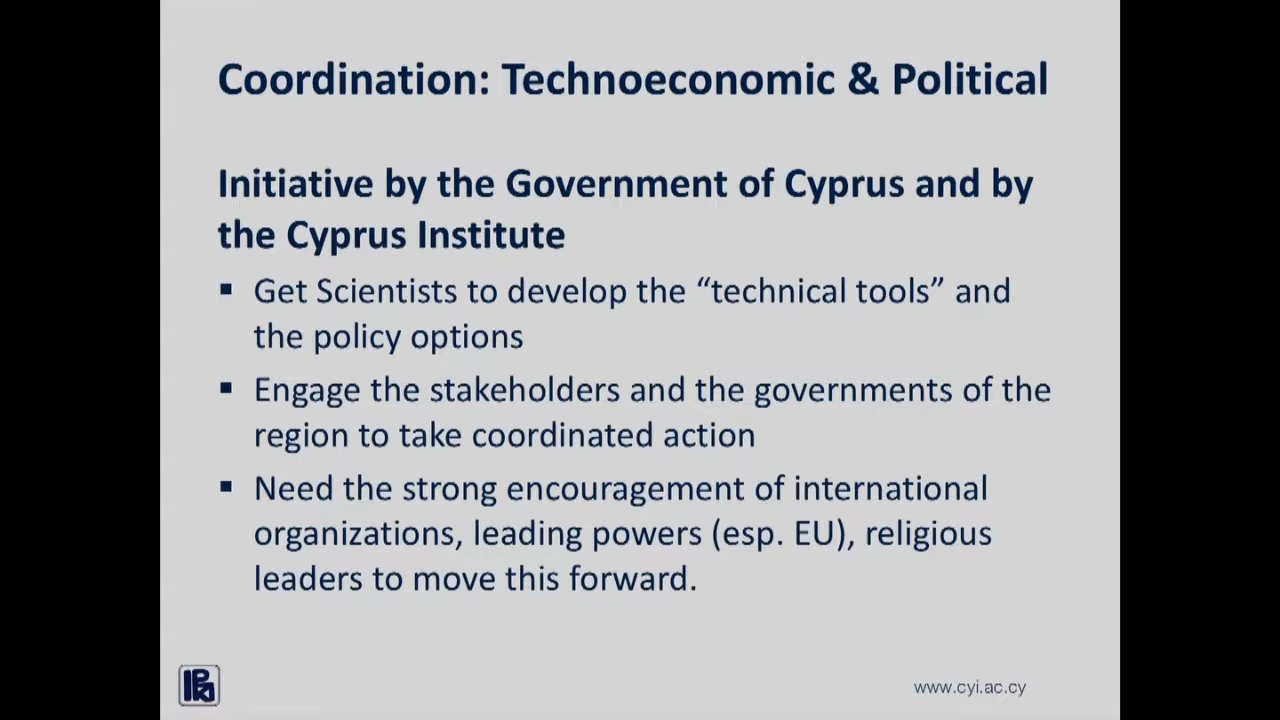 Coordination: Technoeconomic & Political
Initiative by the Government of Cyprus and by
the Cyprus Institute
▪ Get Scientists to develop the “technical tools” and
the policy options
▪ Engage the stakeholders and the governments of the
region to take coordinated action
▪ Need the strong encouragement of international
organizations, leading powers (esp. EU), religious
leaders to move this forward.
www.cyi.ac.cy